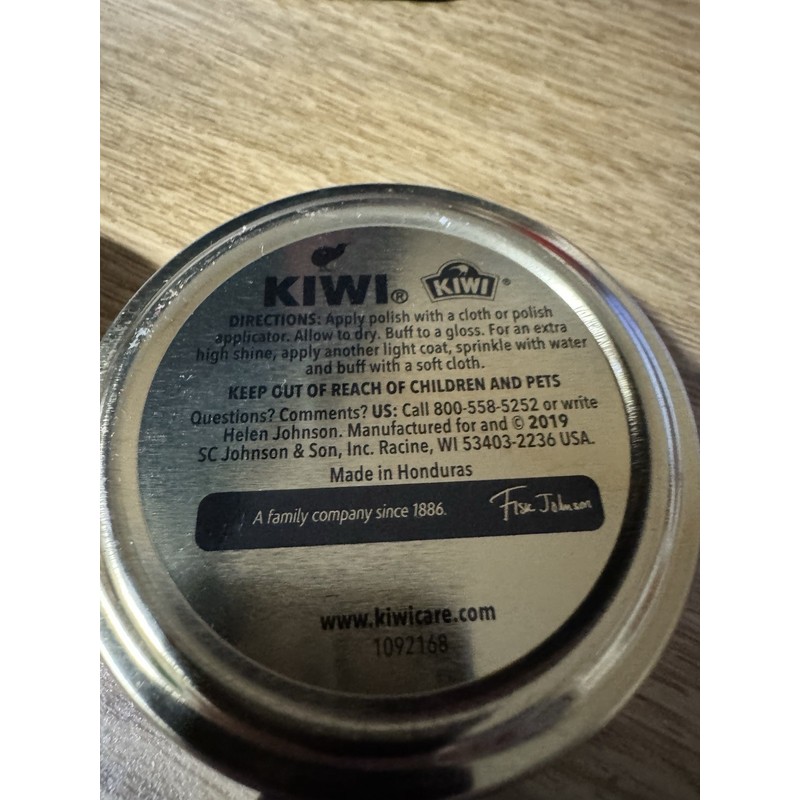 KIWI® KIWI®
DIRECTIONS: Apply polish with a cloth or polish
applicator. Allow to dry. Buff to a gloss. For an extra
high shine, apply another light coat, sprinkle with water
and buff with a soft cloth.
KEEP OUT OF REACH OF CHILDREN AND PETS
Questions? Comments? US: Call 800-558-5252 or write
Helen Johnson. Manufactured for and © 2019
SC Johnson & Son, Inc. Racine, WI 53403-2236 USA.
Made in Honduras
A family company since 1886. Fisk Johnson
www.kiwicare.com
1092168